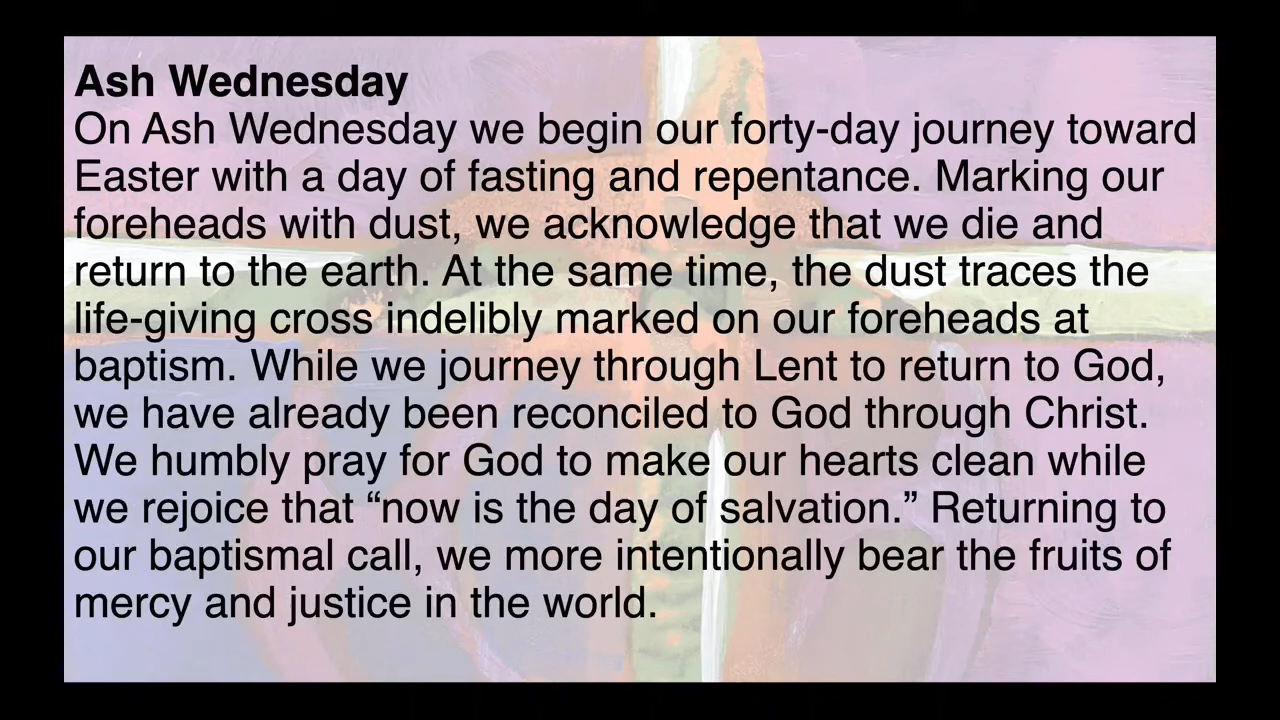 Ash Wednesday
On Ash Wednesday we begin our forty-day journey toward
Easter with a day of fasting and repentance. Marking our
foreheads with dust, we acknowledge that we die and
return to the earth. At the same time, the dust traces the
life-giving cross indelibly marked on our foreheads at
baptism. While we journey through Lent to return to God,
we have already been reconciled to God through Christ.
We humbly pray for God to make our hearts clean while
we rejoice that “now is the day of salvation.” Returning to
our baptismal call, we more intentionally bear the fruits of
mercy and justice in the world.